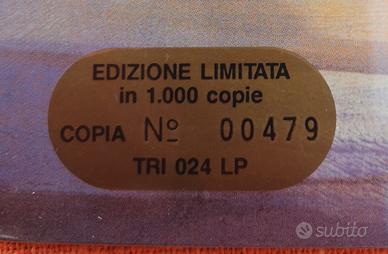 EDIZIONE LIMITATA
in 1.000 copie
COPIA Nº 00479
TRI 024 LP
subito